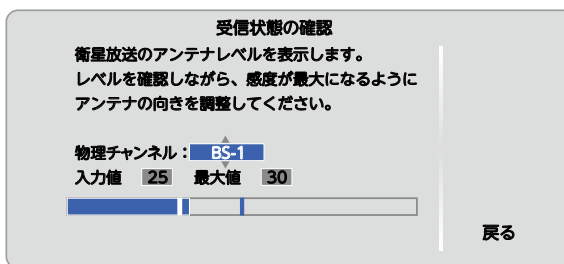 受信状態の確認
衛星放送のアンテナレベルを表示します。
レベルを確認しながら、感度が最大になるように
アンテナの向きを調整してください。
物理チャンネル： BS-1
入力値 25 最大値 30
戻る